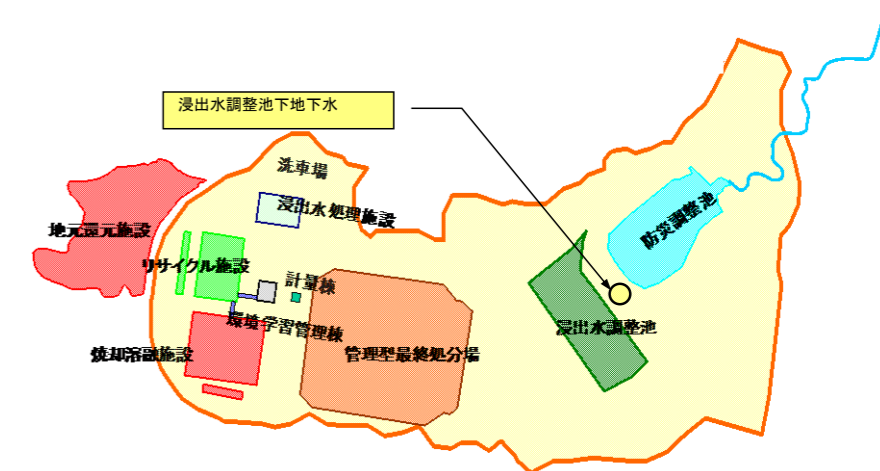 浸出水調整池下地下水
洗車場
浸出水処理施設
防災調整池
地元還元施設
リサイクル施設
計量棟
環境学習管理棟
浸出水調整池
焼却溶融施設
管理型最終処分場